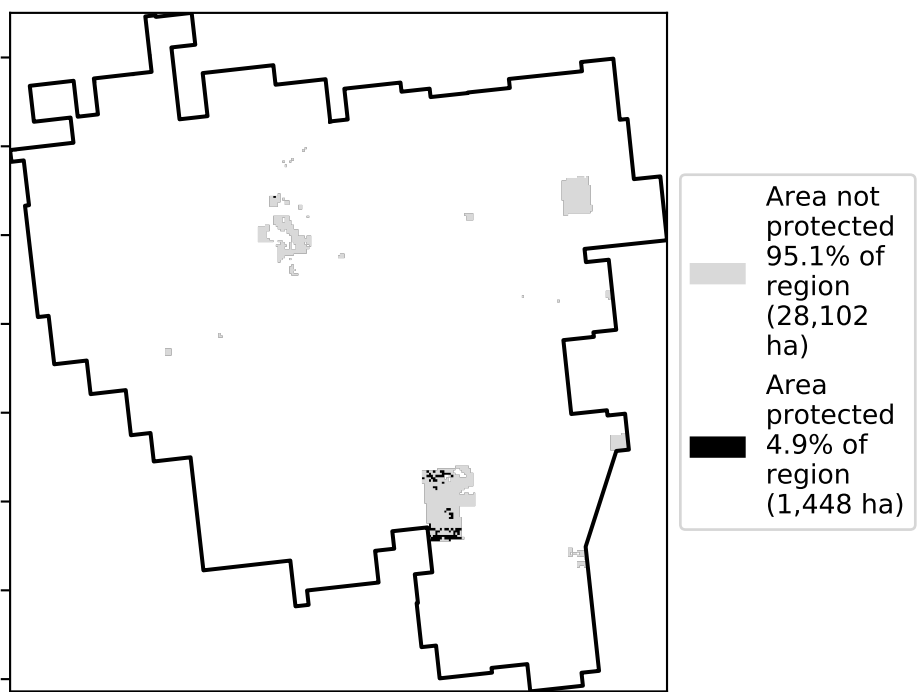 Area not
protected
95.1% of
region
(28,102
ha)
Area
protected
4.9% of
region
(1,448 ha)